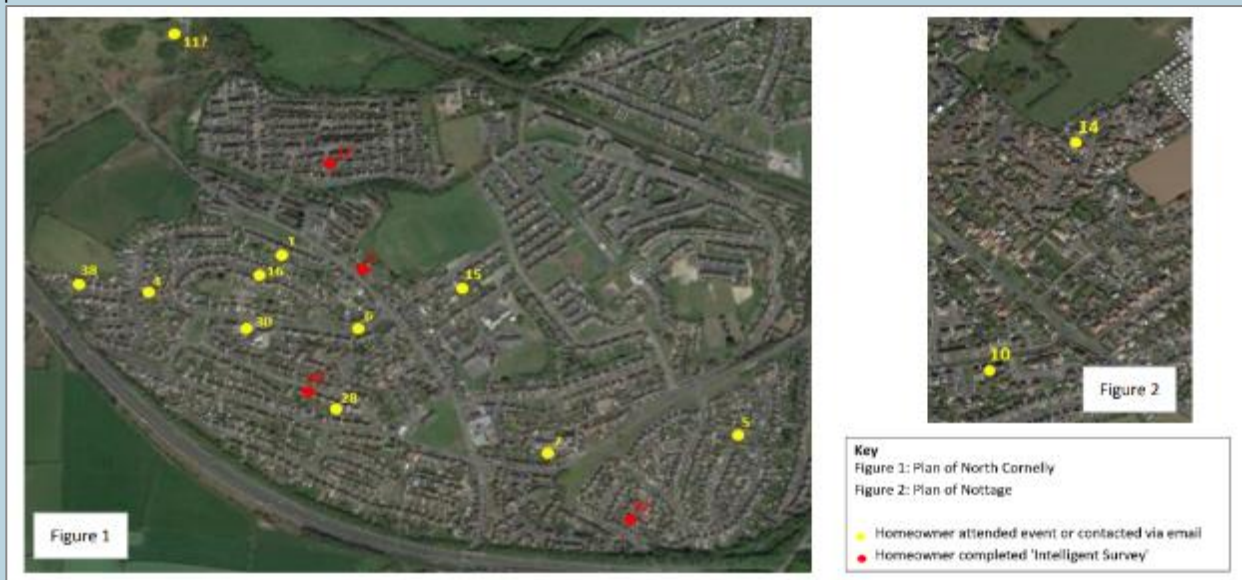 117
14
1
16
15
38
4
30
28
10
5
Figure 2
Key
Figure 1: Plan of North Cornelly
Figure 2: Plan of Nottage
Homeowner attended event or contacted via email
Homeowner completed 'Intelligent Survey'
Figure 1